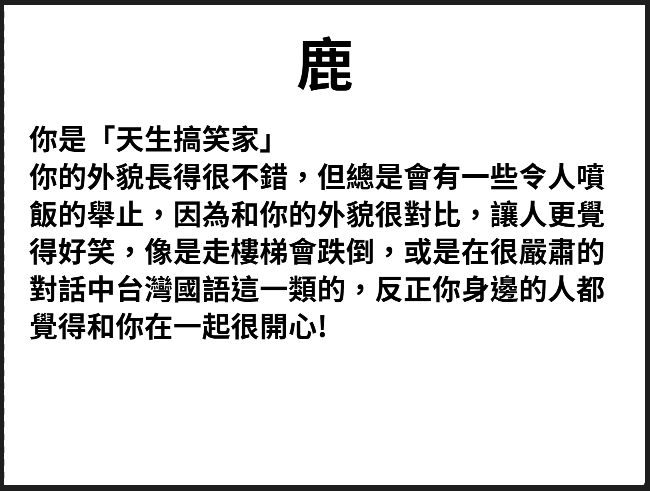 鹿
你是「天生搞笑家」
你的外貌長得很不錯，但總是會有一些令人噴
飯的舉止，因為和你的外貌很對比，讓人更覺
得好笑，像是走樓梯會跌倒，或是在很嚴肅的
對話中台灣國語這一類的，反正你身邊的人都
覺得和你在一起很開心!